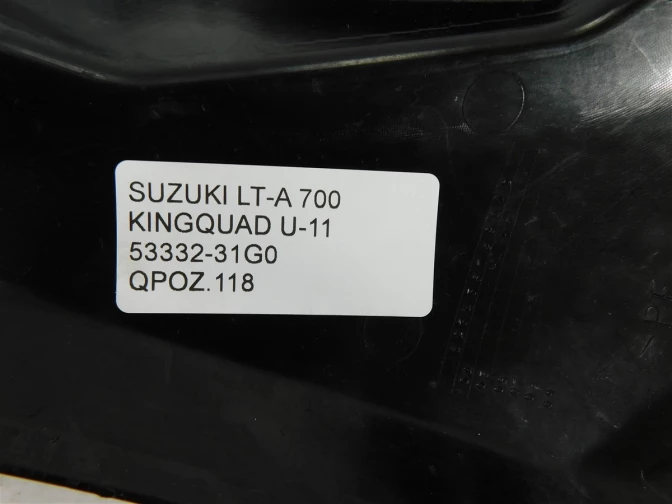 SUZUKI LT-A 700
KINGQUAD U-11
53332-31G0
QPOZ.118